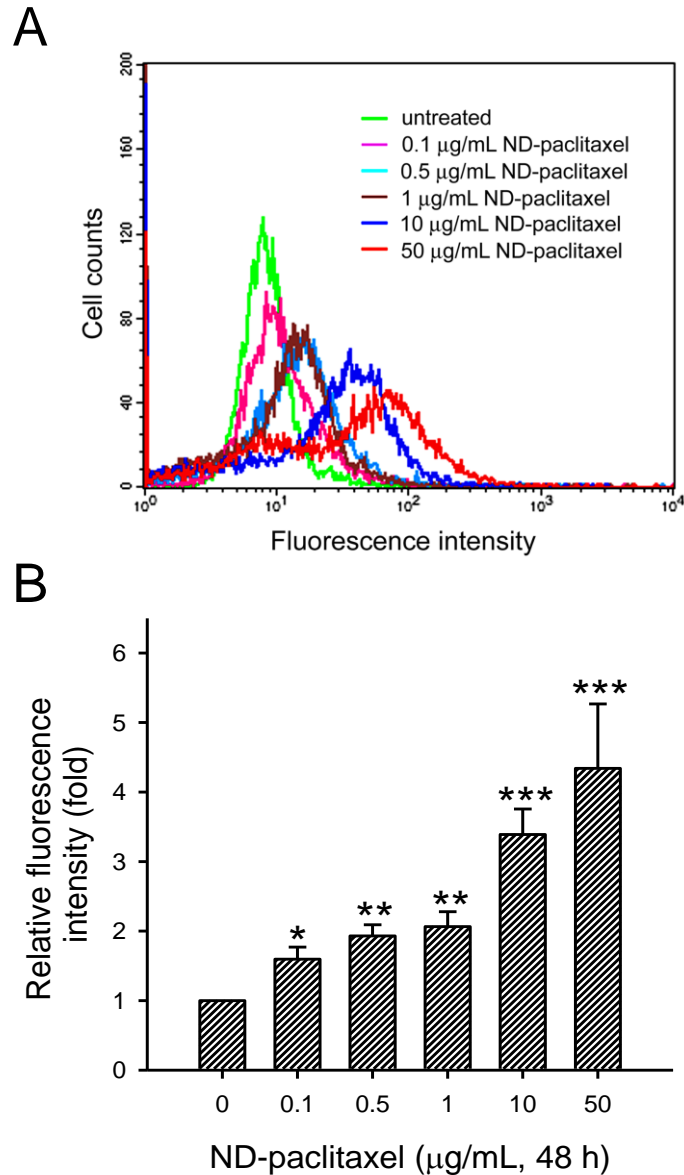 A
200
160
120
80
40
0
Cell counts
untreated
0.1 μg/mL ND-paclitaxel
0.5 μg/mL ND-paclitaxel
1 μg/mL ND-paclitaxel
10 μg/mL ND-paclitaxel
50 μg/mL ND-paclitaxel
10⁰ 10¹ 10² 10³ 10⁴
Fluorescence intensity
B
6
5
4
3
2
1
0
Relative fluorescence
intensity (fold)
* ** ** *** ***
0 0.1 0.5 1 10 50
ND-paclitaxel (μg/mL, 48 h)